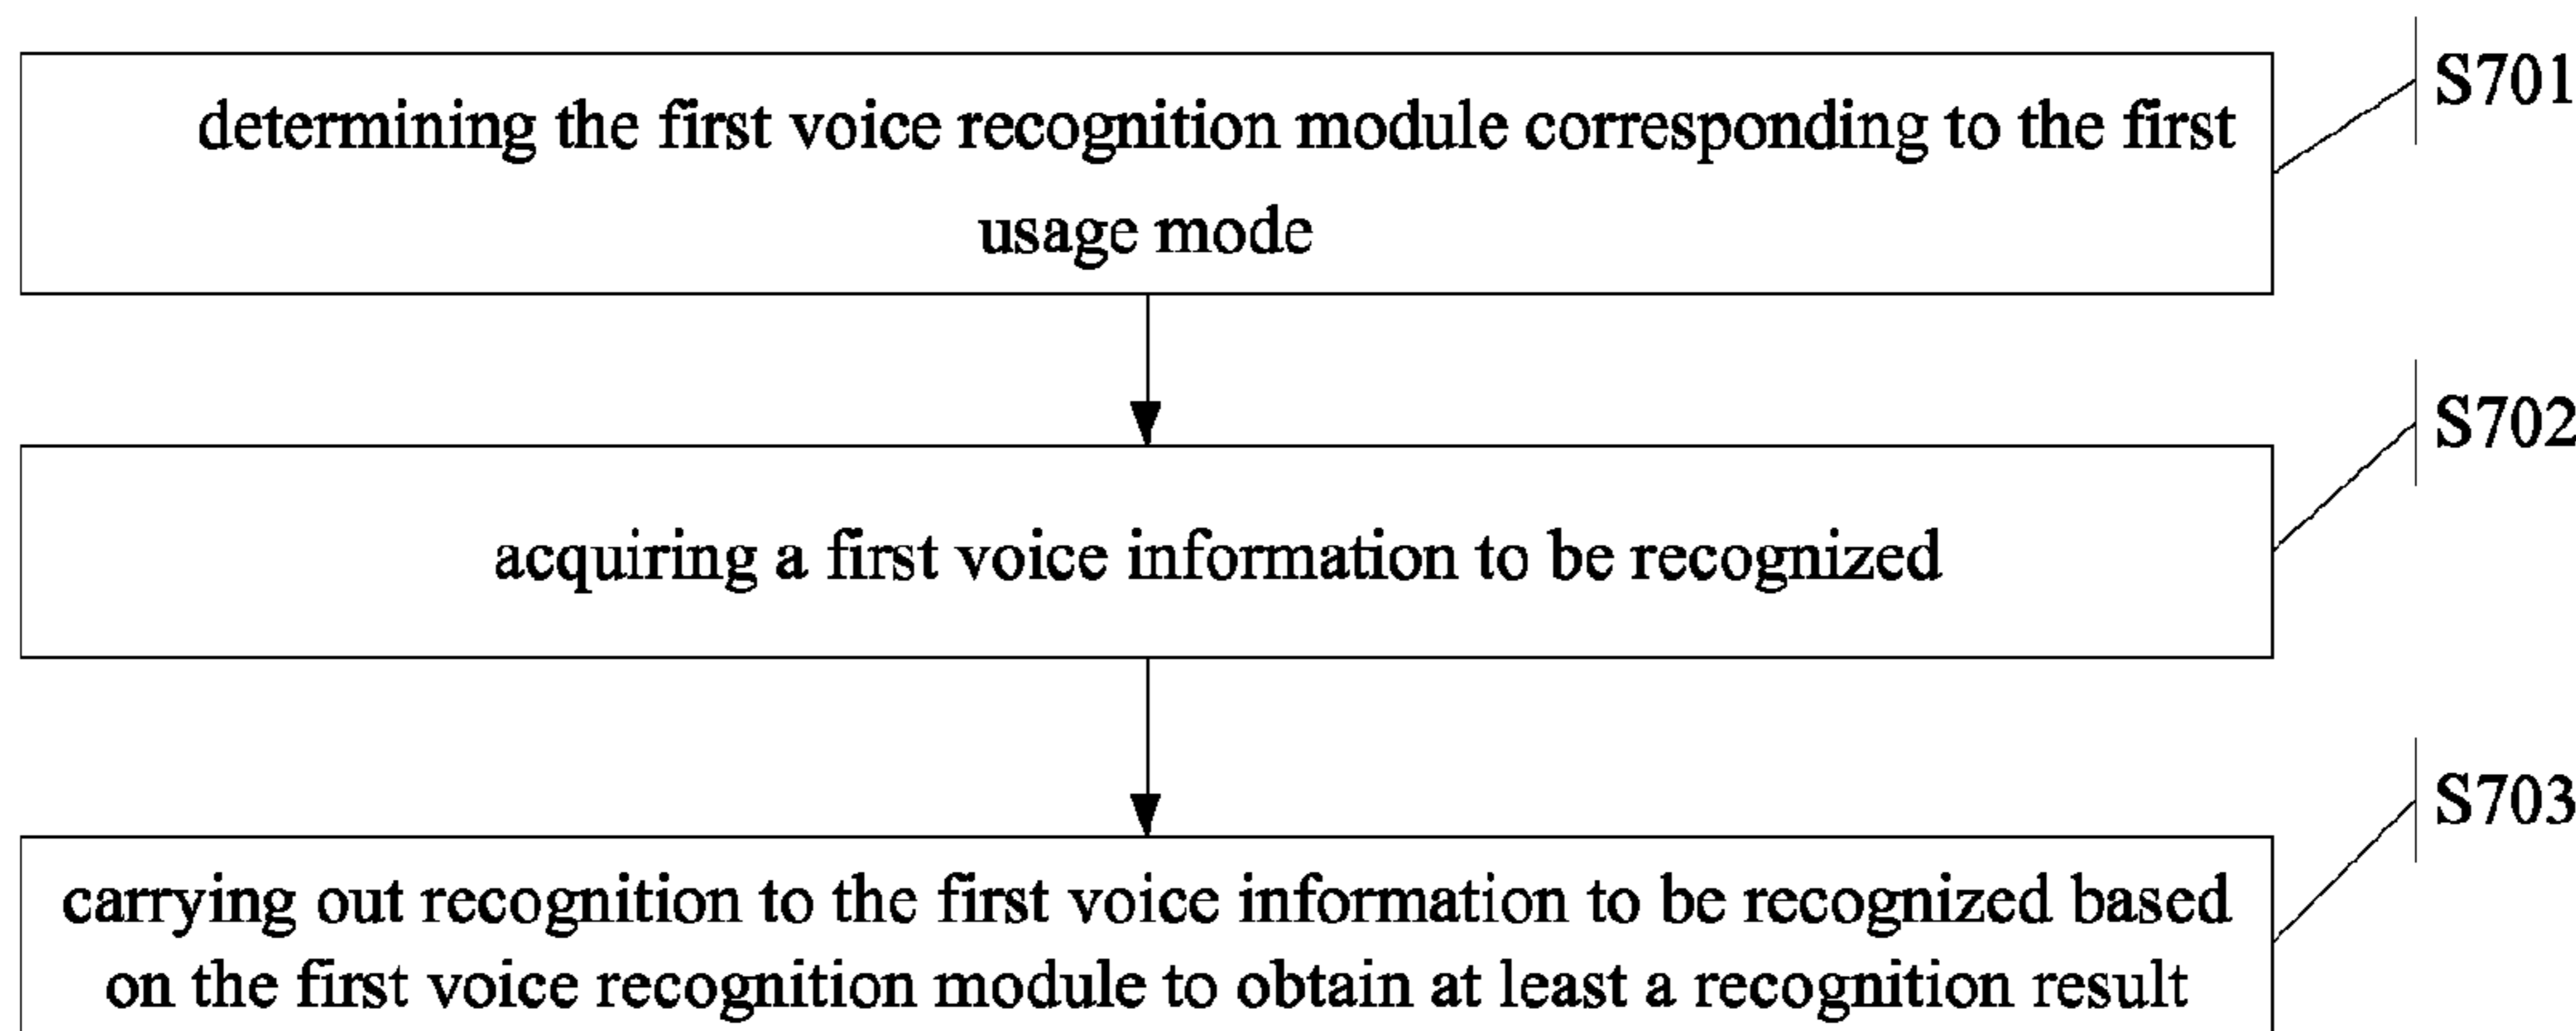 S701
determining the first voice recognition module corresponding to the first
usage mode
S702
acquiring a first voice information to be recognized
S703
carrying out recognition to the first voice information to be recognized based
on the first voice recognition module to obtain at least a recognition result